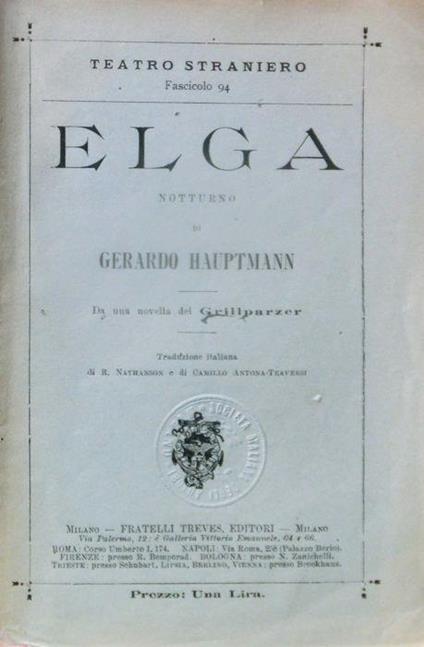 TEATRO STRANIERO
Fascicolo 94
ELGA
NOTTURNO
DI
GERARDO HAUPTMANN
Da una novella del Grillparzer
Traduzione italiana
di R. NATHANSON e di CAMILLO ANTONA-TRAVERSI
SOCIETÀ ITALIANA
MILANO — FRATELLI TREVES, EDITORI — MILANO
Via Palermo, 12; è Galleria Vittorio Emanuele, 64 e 66.
ROMA: Corso Umberto I, 174. NAPOLI: Via Roma, 258 (Palazzo Berio).
FIRENZE: presso R. Bemporad. BOLOGNA: presso N. Zanichelli.
TRIESTE: presso Schubart. LIPSIA, BERLINO, VIENNA: presso Brockhaus.
Prezzo: Una Lira.